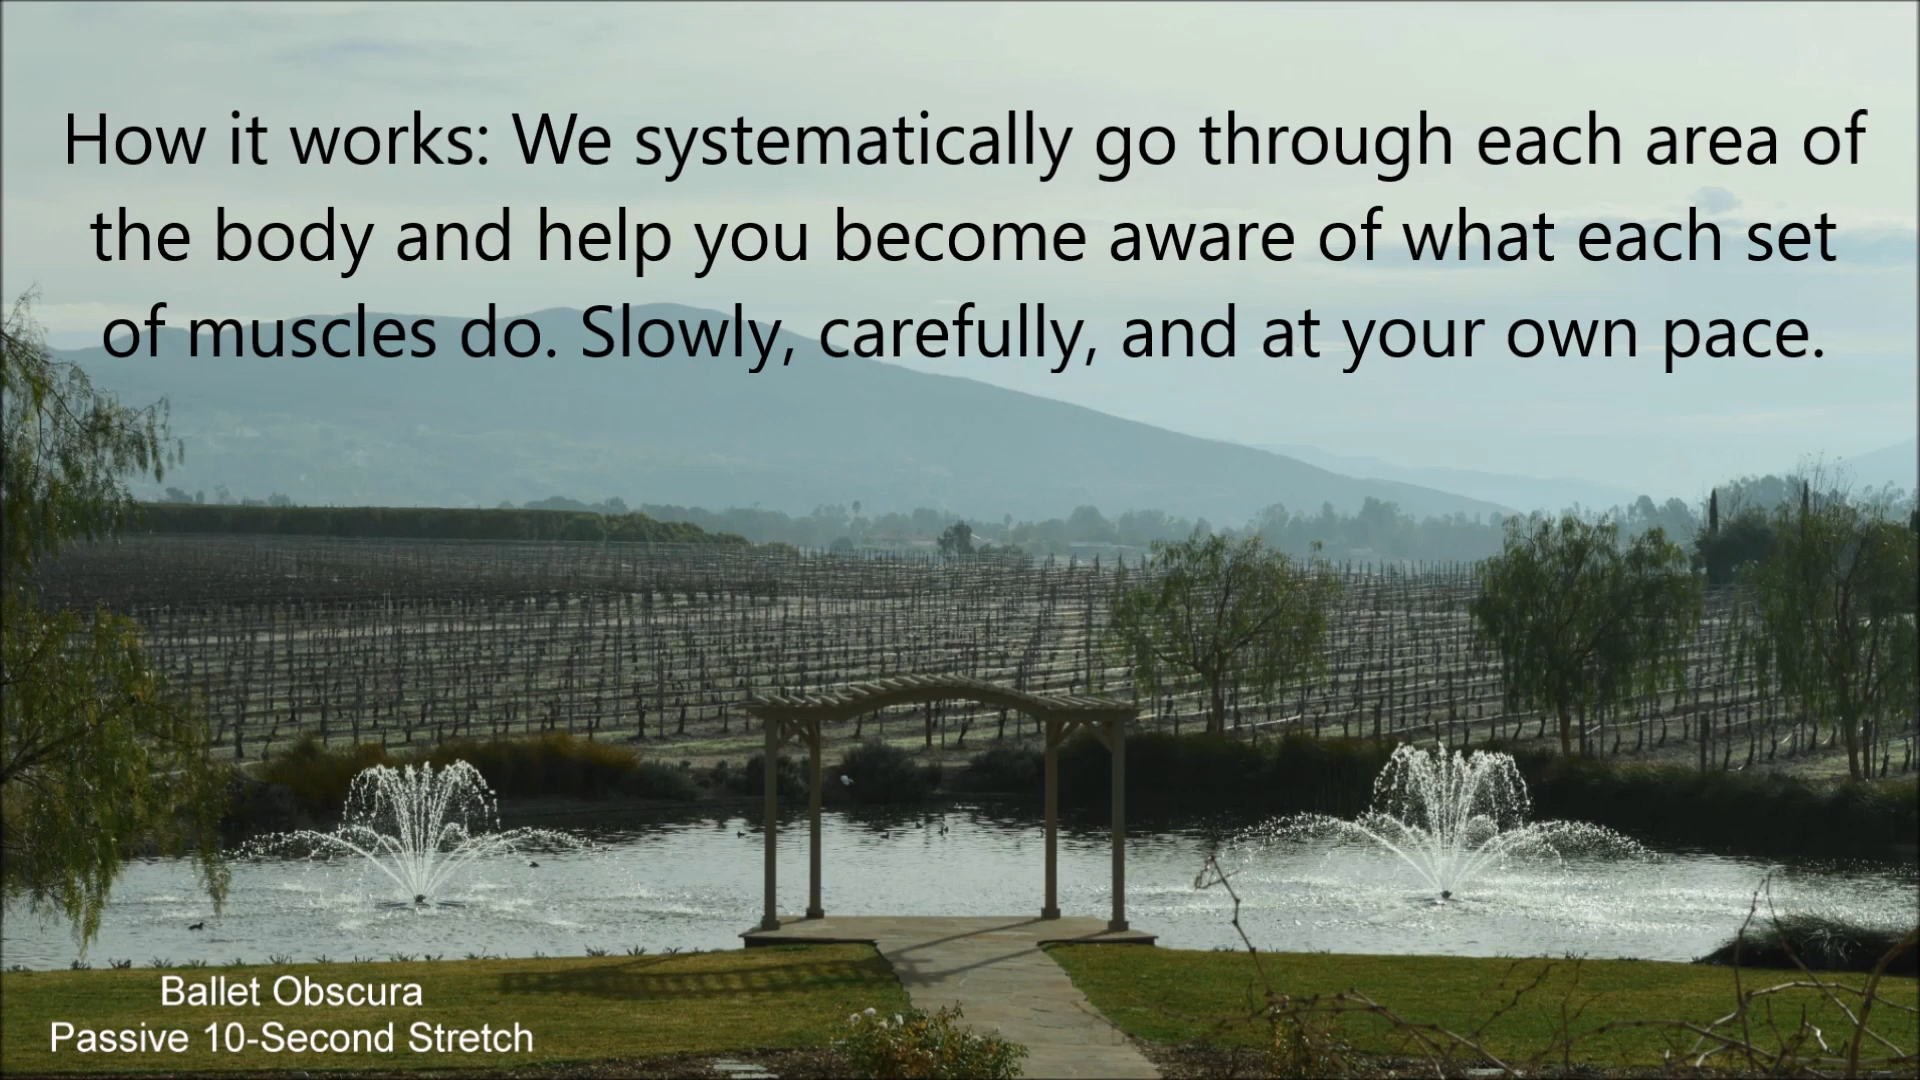 How it works: We systematically go through each area of
the body and help you become aware of what each set
of muscles do. Slowly, carefully, and at your own pace.
Ballet Obscura
Passive 10-Second Stretch